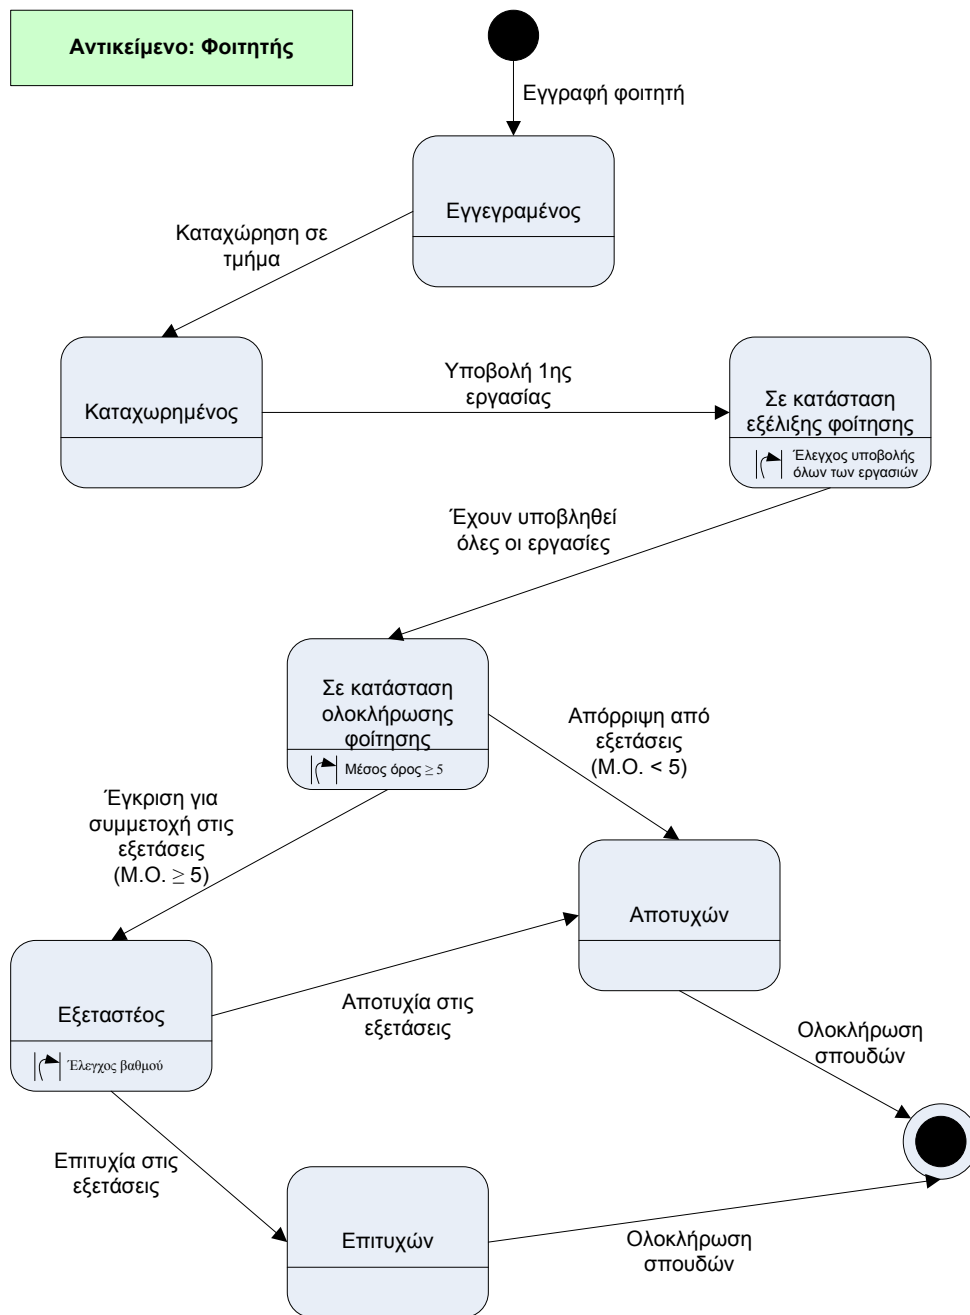 Αντικείμενο: Φοιτητής
Εγγραφή φοιτητή
Εγγεγραμένος
Καταχώρηση σε
τμήμα
Καταχωρημένος
Υποβολή 1ης
εργασίας
Σε κατάσταση
εξέλιξης φοίτησης
Έλεγχος υποβολής
όλων των εργασιών
Έχουν υποβληθεί
όλες οι εργασίες
Σε κατάσταση
ολοκλήρωσης
φοίτησης
Μέσος όρος ≥ 5
Απόρριψη από
εξετάσεις
(Μ.Ο. < 5)
Έγκριση για
συμμετοχή στις
εξετάσεις
(Μ.Ο. ≥ 5)
Αποτυχών
Εξεταστέος
Έλεγχος βαθμού
Αποτυχία στις
εξετάσεις
Ολοκλήρωση
σπουδών
Επιτυχία στις
εξετάσεις
Επιτυχών
Ολοκλήρωση
σπουδών